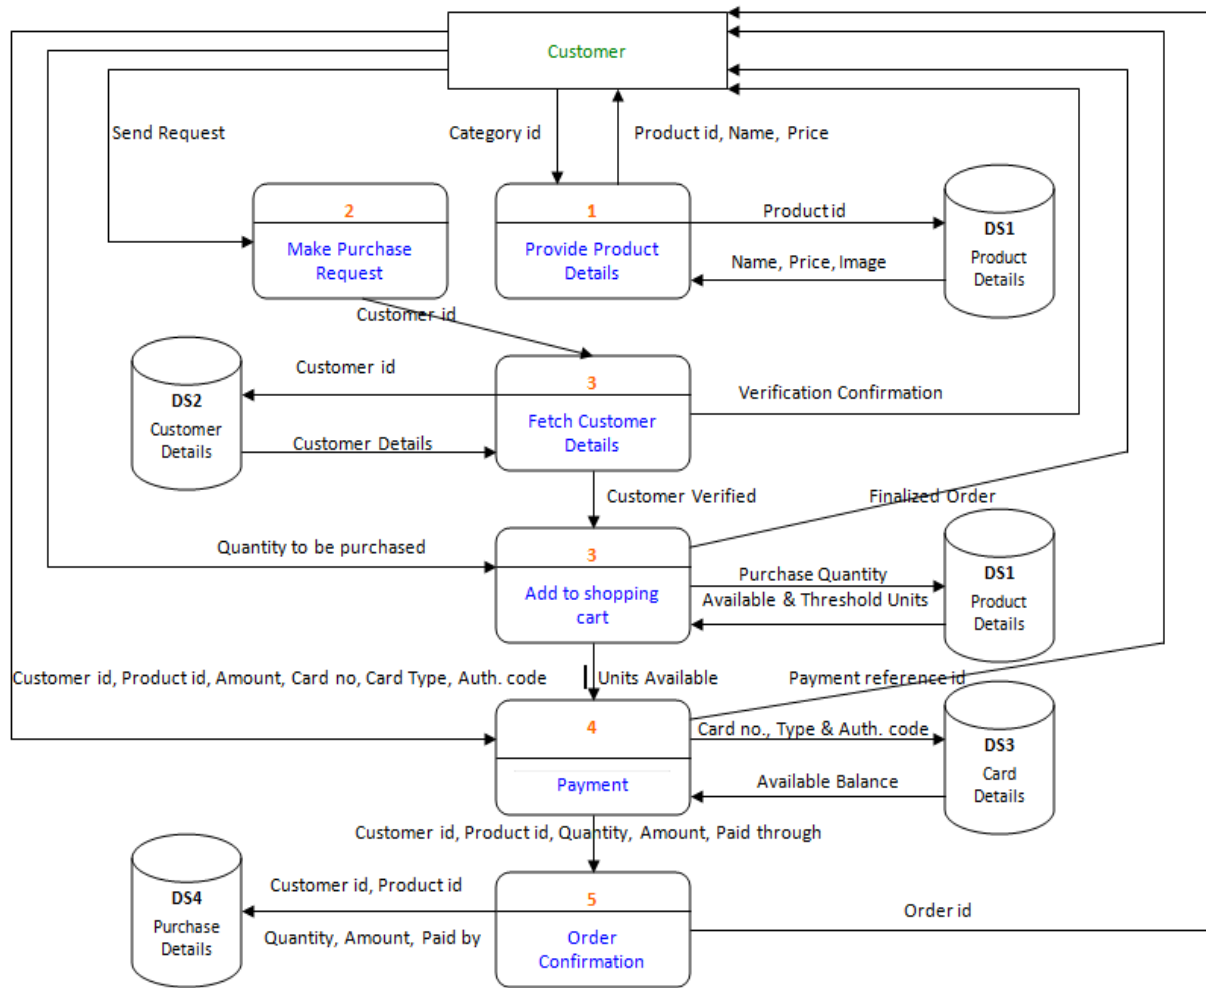 Customer
Send Request
Category id
Product id, Name, Price
2
Make Purchase
Request
1
Provide Product
Details
Product id
Name, Price, Image
DS1
Product
Details
Customer id
Customer id
DS2
Customer
Details
Customer Details
3
Fetch Customer
Details
Verification Confirmation
Customer Verified
Finalized Order
Quantity to be purchased
3
Add to shopping
cart
Purchase Quantity
Available & Threshold Units
DS1
Product
Details
Customer id, Product id, Amount, Card no, Card Type, Auth. code
Units Available
Payment reference id
4
Payment
Card no., Type & Auth. code
Available Balance
DS3
Card
Details
Customer id, Product id, Quantity, Amount, Paid through
DS4
Purchase
Details
Customer id, Product id
Quantity, Amount, Paid by
5
Order
Confirmation
Order id